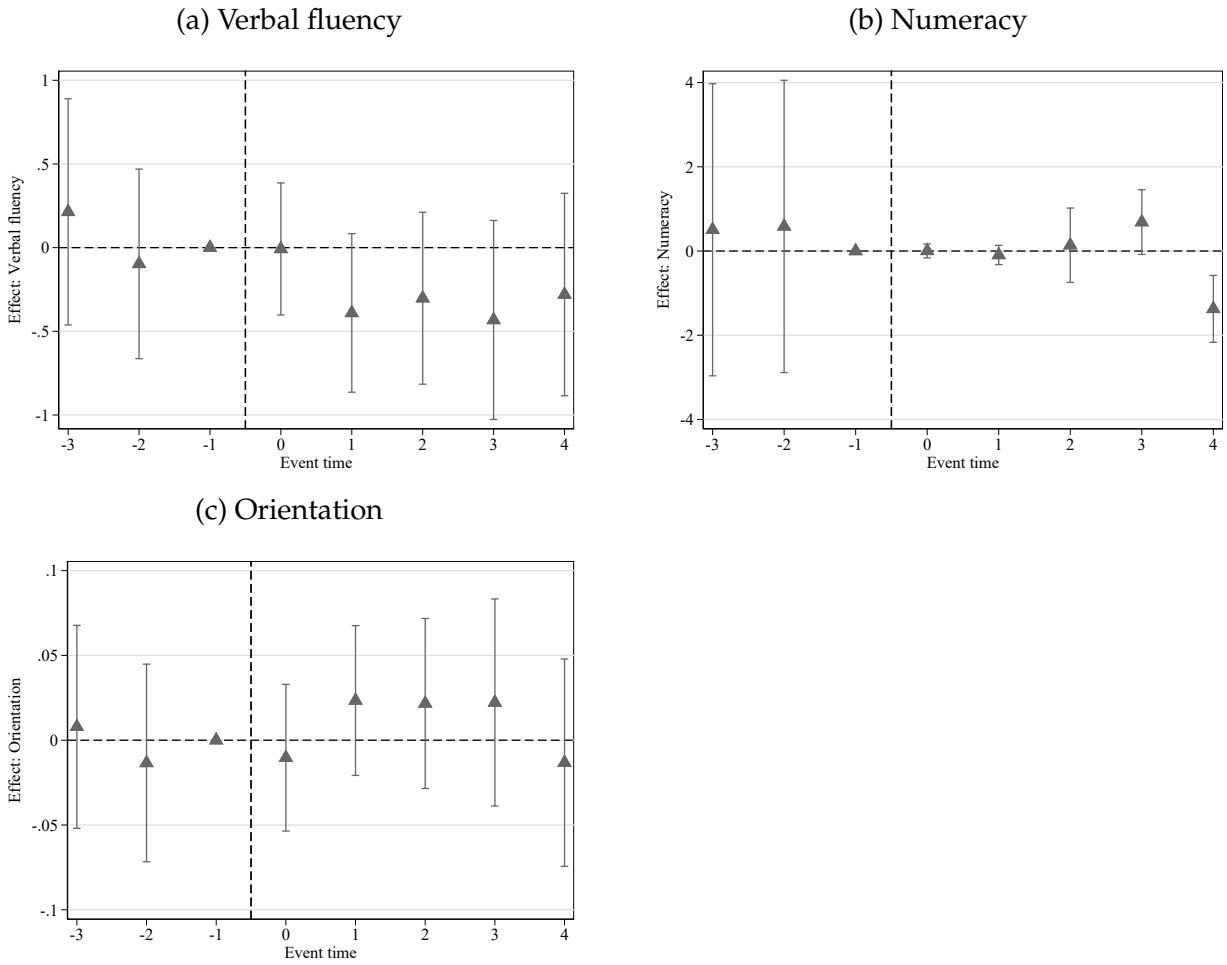 (a) Verbal fluency
1
.5
0
-.5
-1
Effect: Verbal fluency
-3 -2 -1 0 1 2 3 4
Event time
(b) Numeracy
4
2
0
-2
-4
Effect: Numeracy
-3 -2 -1 0 1 2 3 4
Event time
(c) Orientation
.1
.05
0
-.05
-.1
Effect: Orientation
-3 -2 -1 0 1 2 3 4
Event time